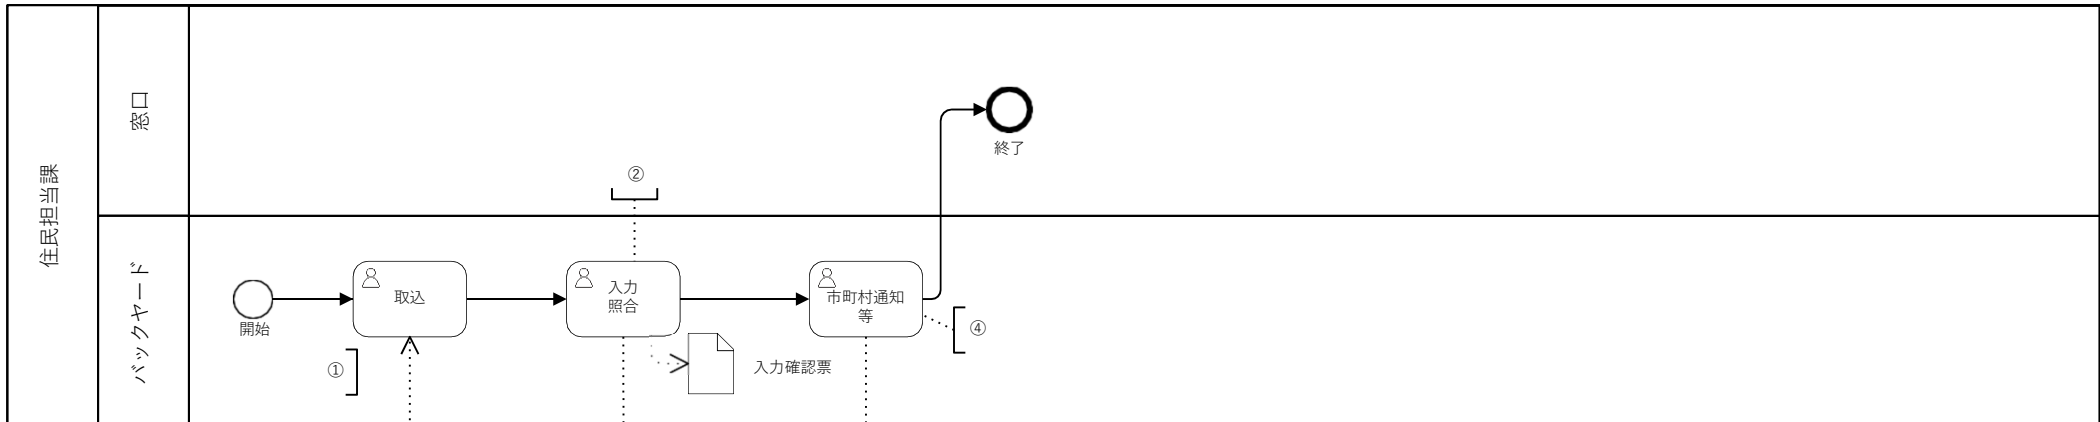 住民担当課
窓口
終了
②
バックヤード
開始
取込
入力
照合
市町村通知
等
①
入力確認票
④